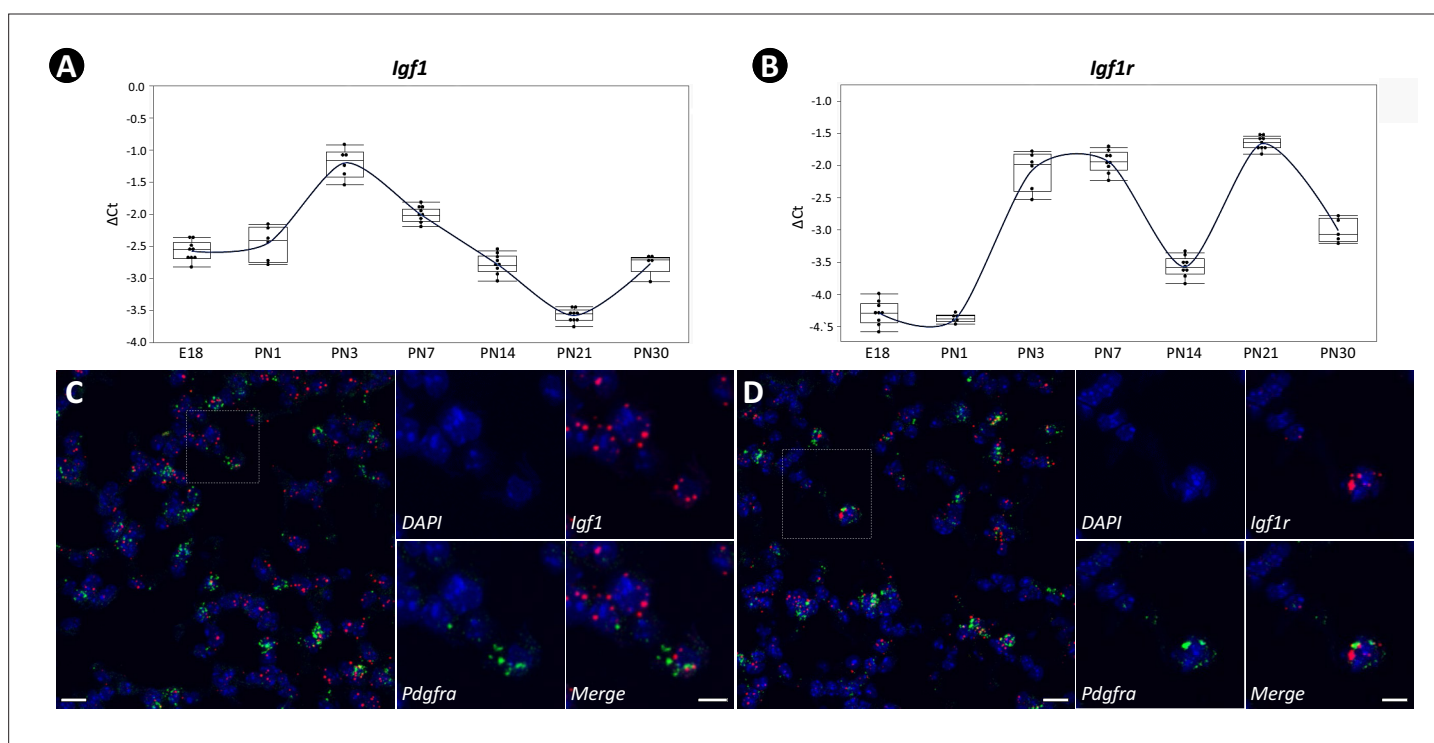 A
Igf1
ΔCt
0.0
-0.5
-1.0
-1.5
-2.0
-2.5
-3.0
-3.5
-4.0
E18 PN1 PN3 PN7 PN14 PN21 PN30
B
Igf1r
ΔCt
-1.0
-1.5
-2.0
-2.5
-3.0
-3.5
-4.0
-4.5
E18 PN1 PN3 PN7 PN14 PN21 PN30
C
DAPI
Igf1
Pdgfra
Merge
D
DAPI
Igf1r
Pdgfra
Merge